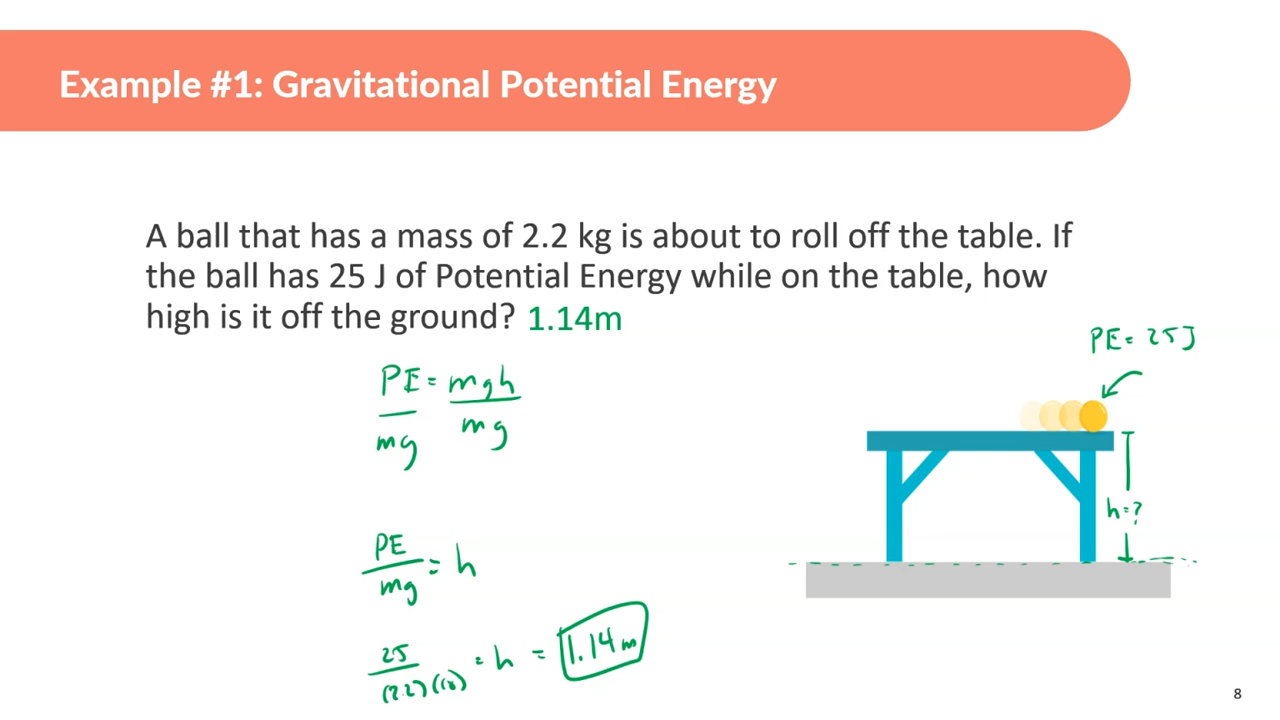 Example #1: Gravitational Potential Energy
A ball that has a mass of 2.2 kg is about to roll off the table. If
the ball has 25 J of Potential Energy while on the table, how
high is it off the ground? 1.14m
PE = 25J
PE = mgh
mg mg
h = ?
PE
mg = h
25
(2.2)(10) = h = 1.14 m
8